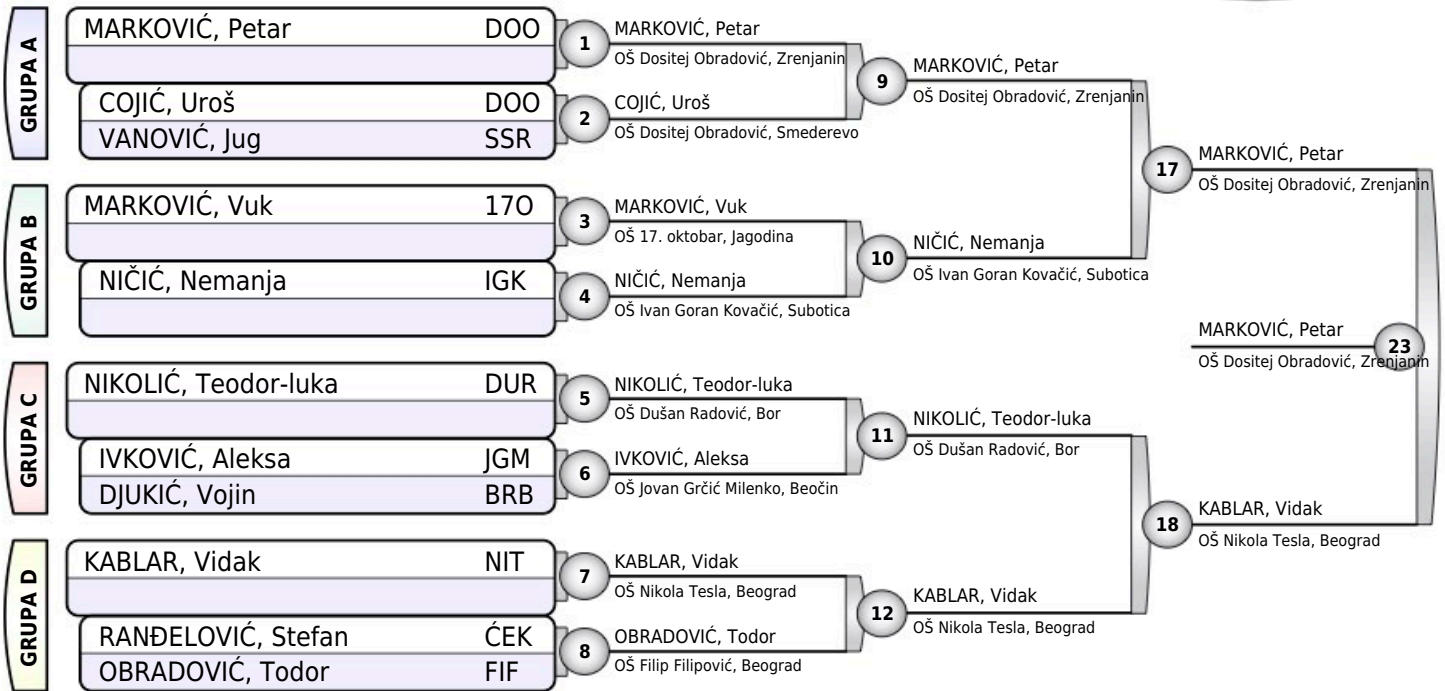 GRUPA A
MARKOVIĆ, Petar DOO
COJIĆ, Uroš DOO
VANOVIĆ, Jug SSR
1
MARKOVIĆ, Petar
OŠ Dositej Obradović, Zrenjanin
2
COJIĆ, Uroš
OŠ Dositej Obradović, Smederevo
9
MARKOVIĆ, Petar
OŠ Dositej Obradović, Zrenjanin
GRUPA B
MARKOVIĆ, Vuk 17O
NIČIĆ, Nemanja IGK
3
MARKOVIĆ, Vuk
OŠ 17. oktobar, Jagodina
4
NIČIĆ, Nemanja
OŠ Ivan Goran Kovačić, Subotica
10
NIČIĆ, Nemanja
OŠ Ivan Goran Kovačić, Subotica
17
MARKOVIĆ, Petar
OŠ Dositej Obradović, Zrenjanin
GRUPA C
NIKOLIĆ, Teodor-luka DUR
IVKOVIĆ, Aleksa JGM
DJUKIĆ, Vojin BRB
5
NIKOLIĆ, Teodor-luka
OŠ Dušan Radović, Bor
6
IVKOVIĆ, Aleksa
OŠ Jovan Grčić Milenko, Beočin
11
NIKOLIĆ, Teodor-luka
OŠ Dušan Radović, Bor
GRUPA D
KABLAR, Vidak NIT
RANĐELOVIĆ, Stefan ĆEK
OBRADOVIĆ, Todor FIF
7
KABLAR, Vidak
OŠ Nikola Tesla, Beograd
8
OBRADOVIĆ, Todor
OŠ Filip Filipović, Beograd
12
KABLAR, Vidak
OŠ Nikola Tesla, Beograd
18
KABLAR, Vidak
OŠ Nikola Tesla, Beograd
MARKOVIĆ, Petar
OŠ Dositej Obradović, Zrenjanin
23